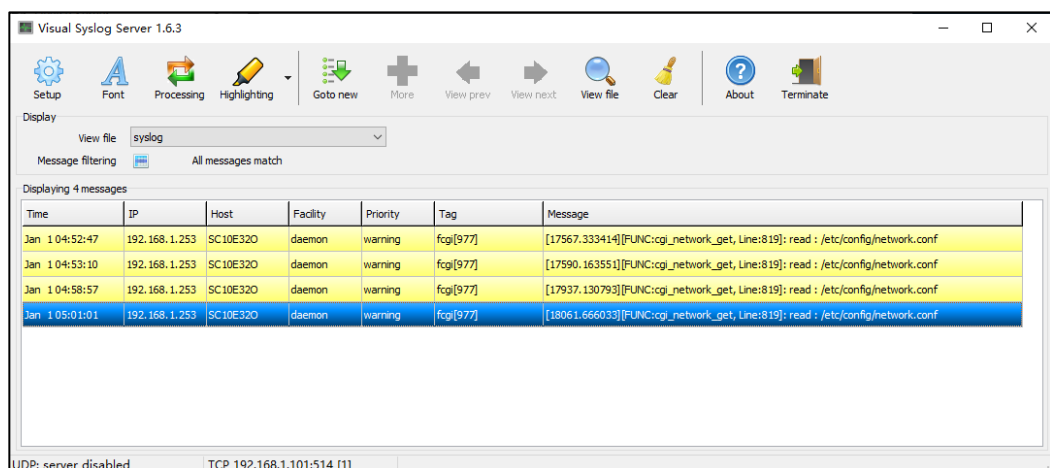 Visual Syslog Server 1.6.3
Setup Font Processing Highlighting Goto new More View prev View next View file Clear About Terminate
Display
View file syslog
Message filtering All messages match
Displaying 4 messages
Time IP Host Facility Priority Tag Message
Jan 1 04:52:47 192.168.1.253 SC10E32O daemon warning fcgi[977] [17567.333414][FUNC:cgi_network_get, Line:819]: read : /etc/config/network.conf
Jan 1 04:53:10 192.168.1.253 SC10E32O daemon warning fcgi[977] [17590.163551][FUNC:cgi_network_get, Line:819]: read : /etc/config/network.conf
Jan 1 04:58:57 192.168.1.253 SC10E32O daemon warning fcgi[977] [17937.130793][FUNC:cgi_network_get, Line:819]: read : /etc/config/network.conf
Jan 1 05:01:01 192.168.1.253 SC10E32O daemon warning fcgi[977] [18061.666033][FUNC:cgi_network_get, Line:819]: read : /etc/config/network.conf
UDP: server disabled TCP 192.168.1.101:514 [1]